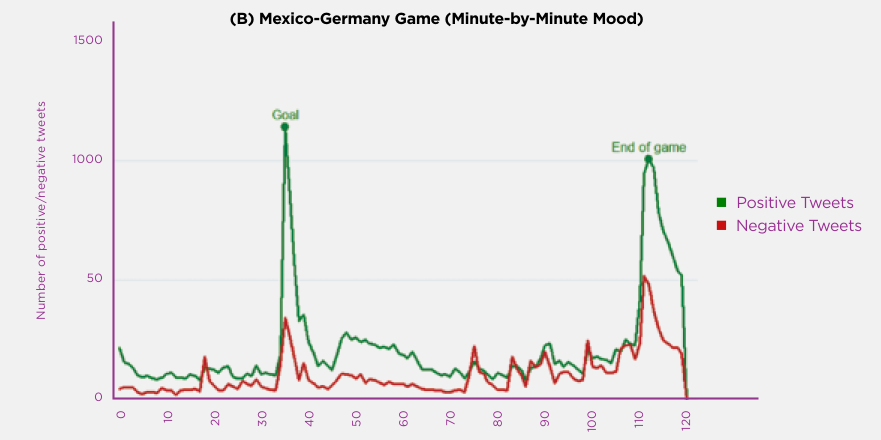 (B) Mexico-Germany Game (Minute-by-Minute Mood)
Number of positive/negative tweets
1500
1000
50
0
Goal
End of game
Positive Tweets
Negative Tweets
0 10 20 30 40 50 60 70 80 90 100 110 120